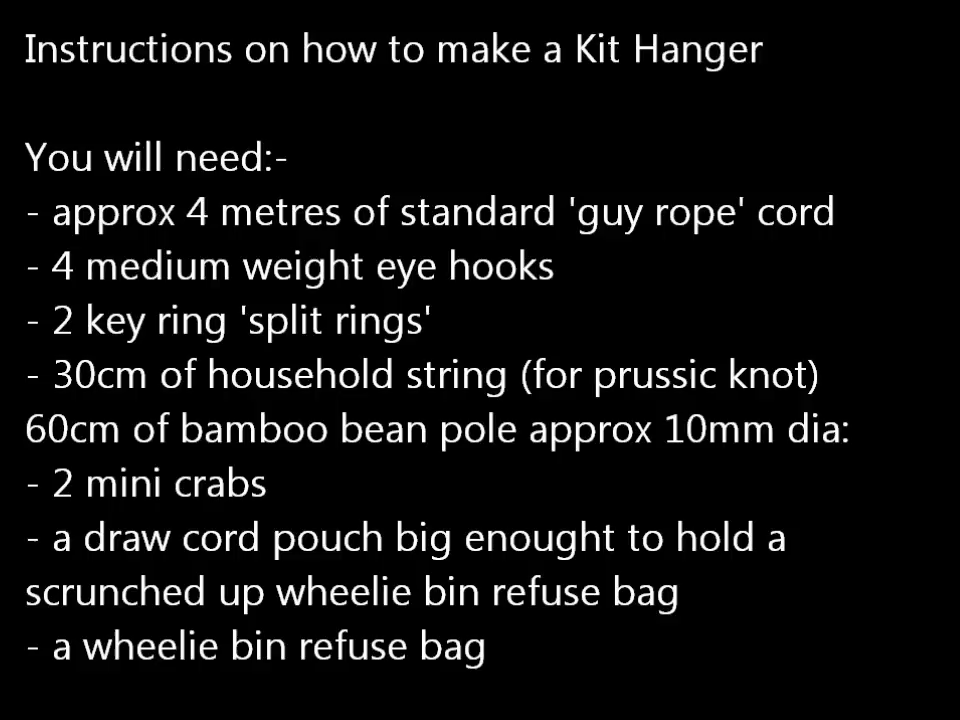 Instructions on how to make a Kit Hanger
You will need:-
- approx 4 metres of standard 'guy rope' cord
- 4 medium weight eye hooks
- 2 key ring 'split rings'
- 30cm of household string (for prussic knot)
60cm of bamboo bean pole approx 10mm dia:
- 2 mini crabs
- a draw cord pouch big enought to hold a
scrunched up wheelie bin refuse bag
- a wheelie bin refuse bag